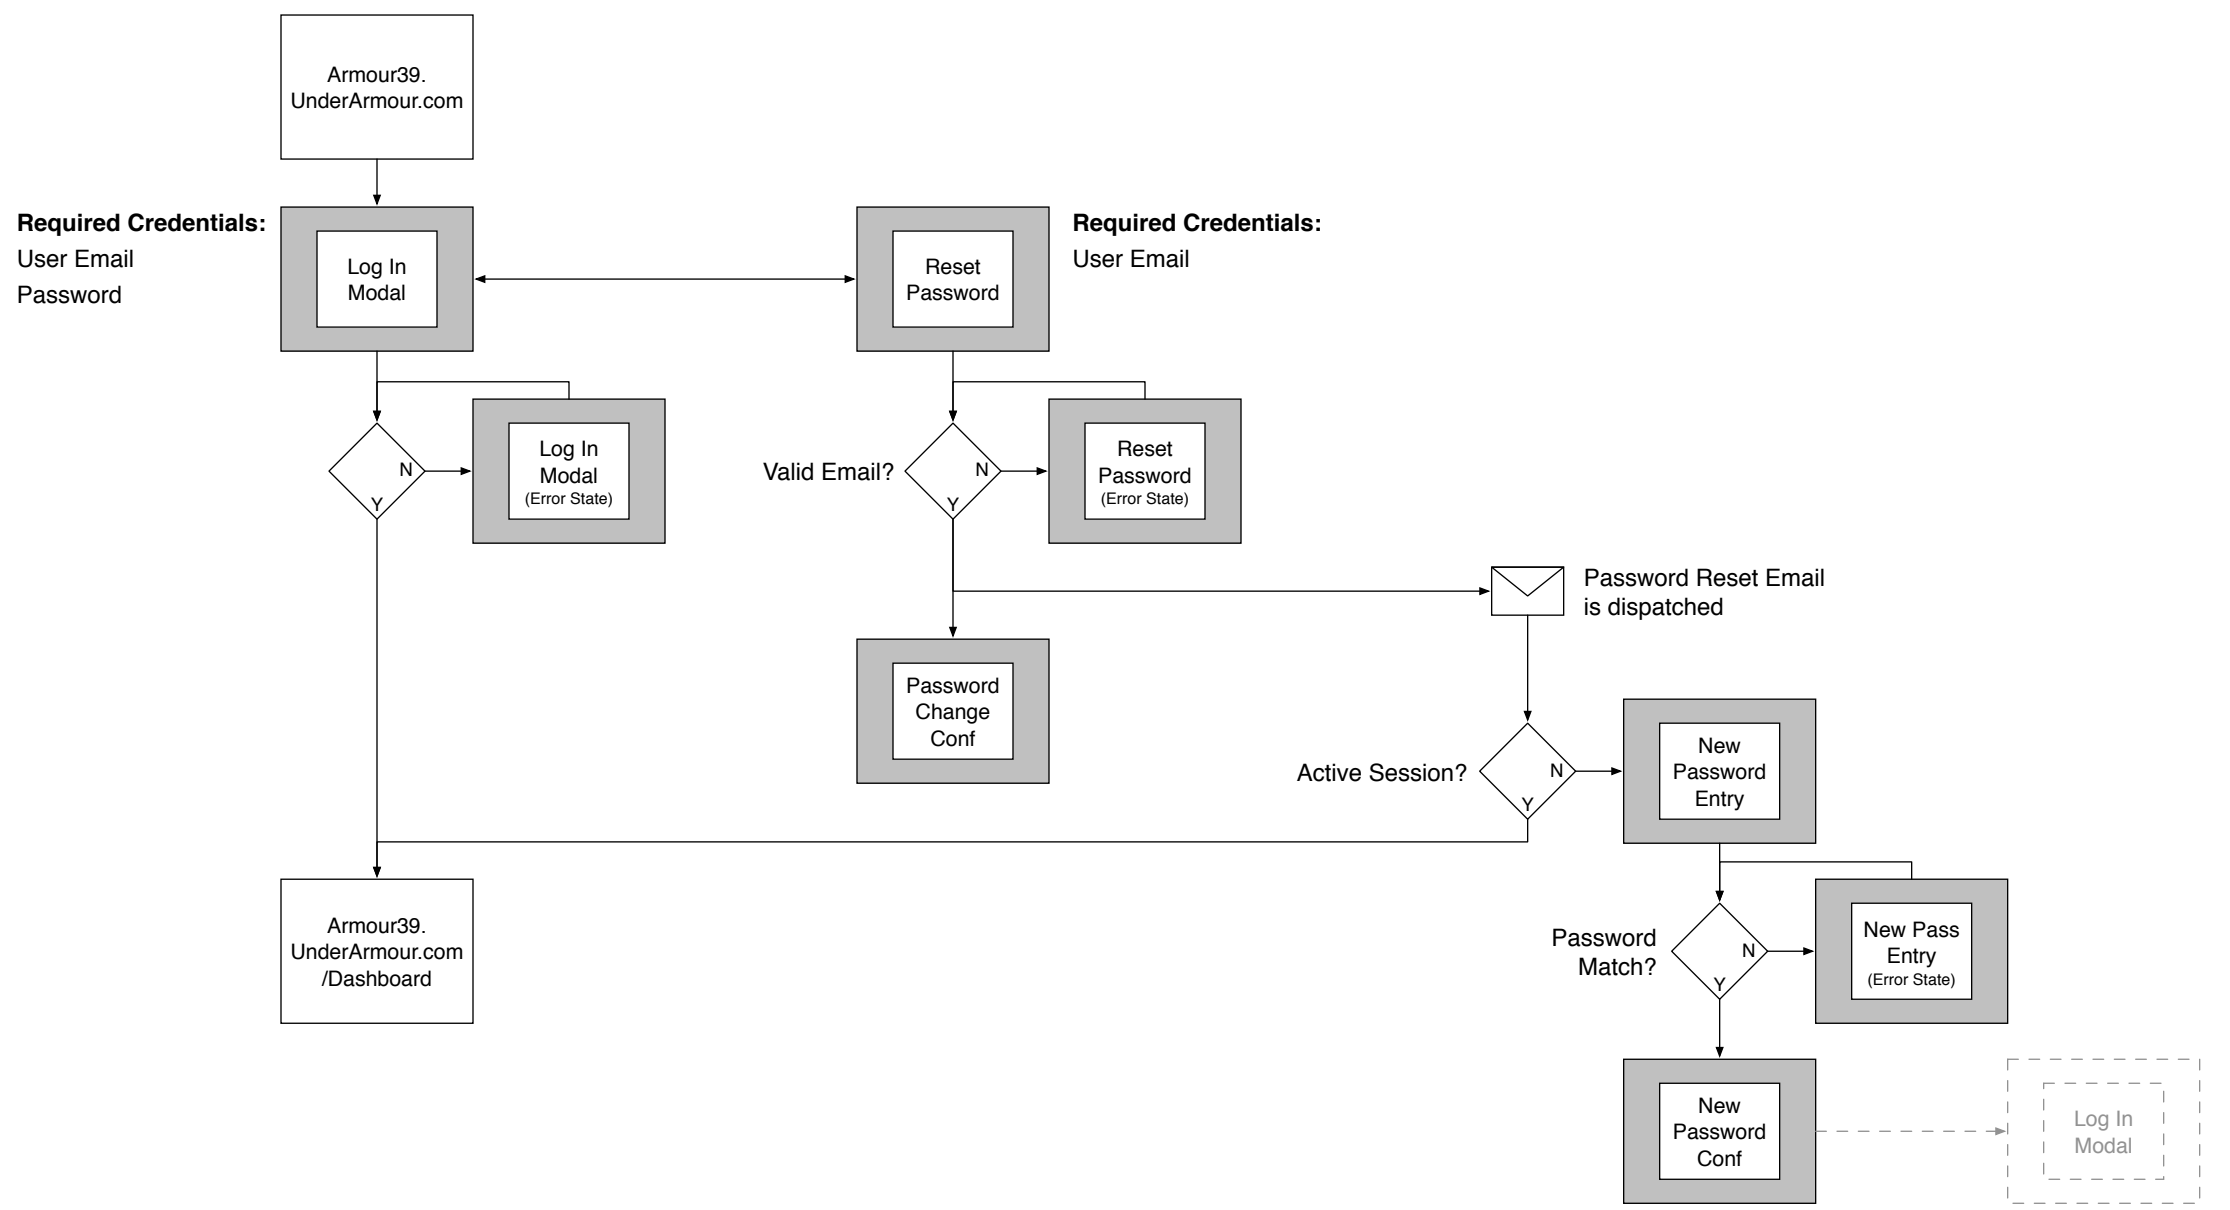 Armour39.
UnderArmour.com
Required Credentials:
User Email
Password
Log In
Modal
Reset
Password
Required Credentials:
User Email
N
Y
Log In
Modal
(Error State)
Valid Email?
N
Y
Reset
Password
(Error State)
Password Reset Email
is dispatched
Password
Change
Conf
Active Session?
N
Y
New
Password
Entry
Armour39.
UnderArmour.com
/Dashboard
Password
Match?
N
Y
New Pass
Entry
(Error State)
New
Password
Conf
Log In
Modal